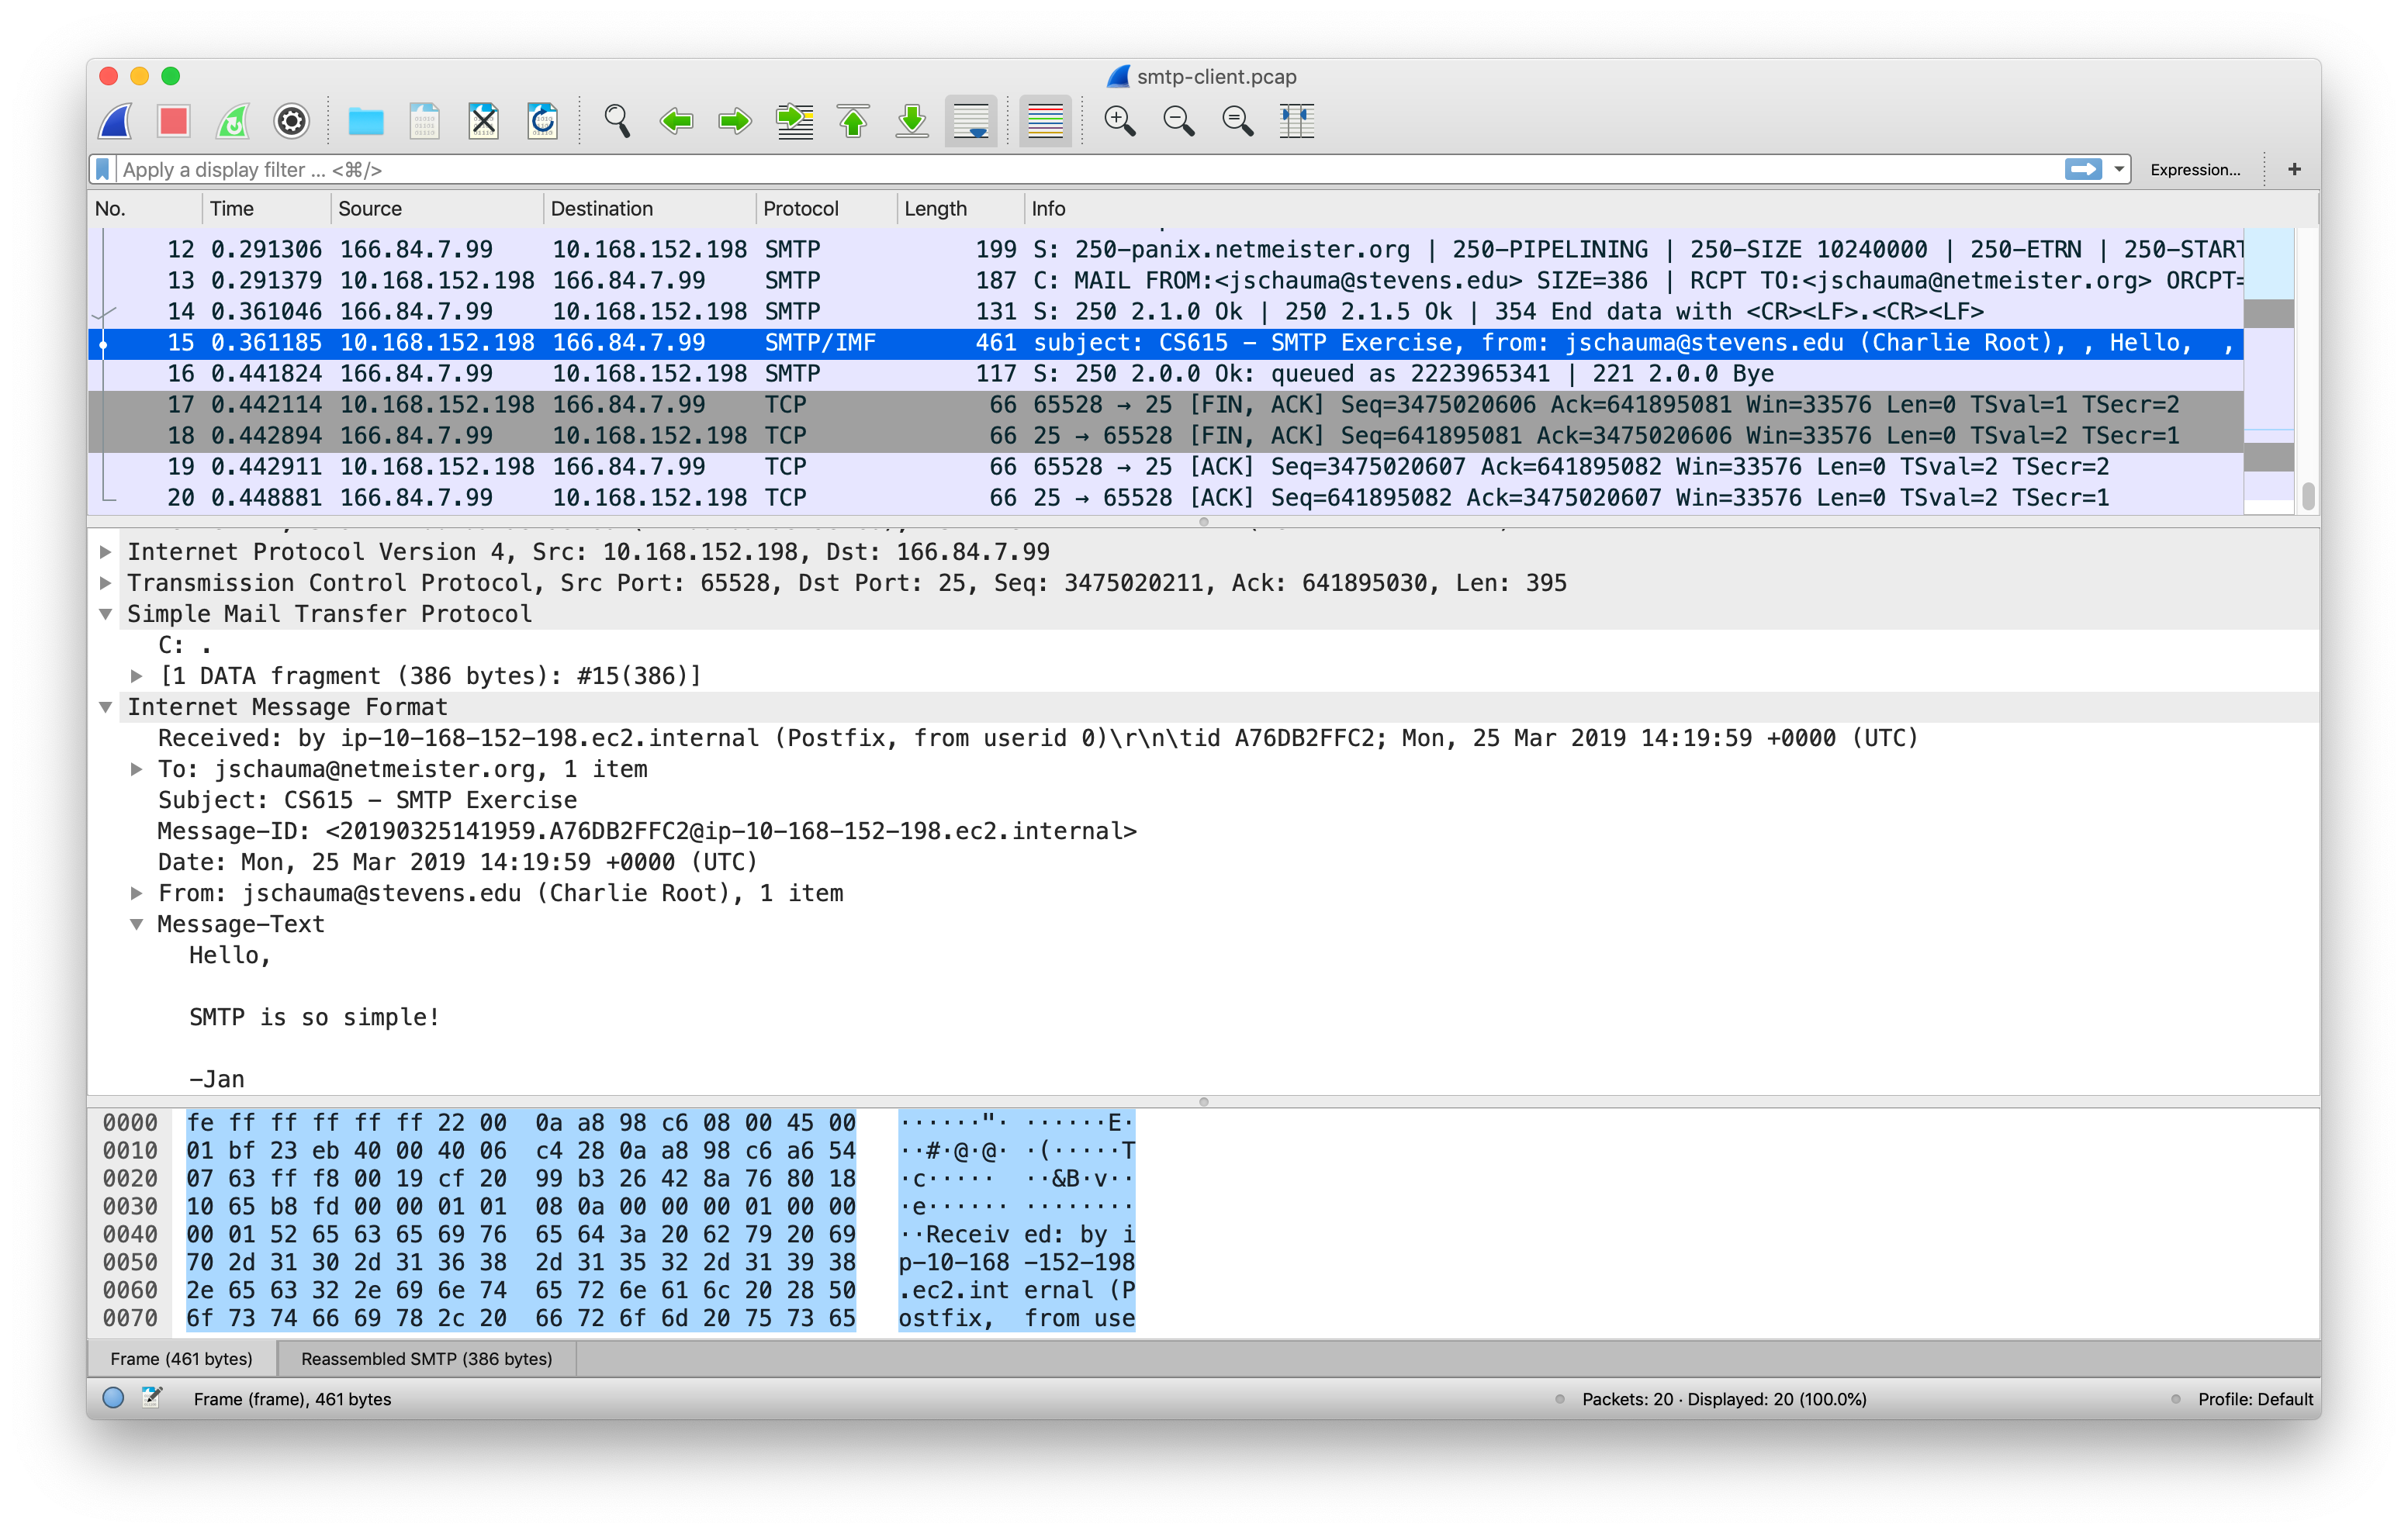 smtp-client.pcap
Apply a display filter ... <⌘/>
Expression...
+
No. Time Source Destination Protocol Length Info
12 0.291306 166.84.7.99 10.168.152.198 SMTP 199 S: 250-panix.netmeister.org | 250-PIPELINING | 250-SIZE 10240000 | 250-ETRN | 250-START
13 0.291379 10.168.152.198 166.84.7.99 SMTP 187 C: MAIL FROM:<jschauma@stevens.edu> SIZE=386 | RCPT TO:<jschauma@netmeister.org> ORCPT=
14 0.361046 166.84.7.99 10.168.152.198 SMTP 131 S: 250 2.1.0 Ok | 250 2.1.5 Ok | 354 End data with <CR><LF>.<CR><LF>
15 0.361185 10.168.152.198 166.84.7.99 SMTP/IMF 461 subject: CS615 - SMTP Exercise, from: jschauma@stevens.edu (Charlie Root), , Hello, ,
16 0.441824 166.84.7.99 10.168.152.198 SMTP 117 S: 250 2.0.0 Ok: queued as 2223965341 | 221 2.0.0 Bye
17 0.442114 10.168.152.198 166.84.7.99 TCP 66 65528 → 25 [FIN, ACK] Seq=3475020606 Ack=641895081 Win=33576 Len=0 TSval=1 TSecr=2
18 0.442894 166.84.7.99 10.168.152.198 TCP 66 25 → 65528 [FIN, ACK] Seq=641895081 Ack=3475020606 Win=33576 Len=0 TSval=2 TSecr=1
19 0.442911 10.168.152.198 166.84.7.99 TCP 66 65528 → 25 [ACK] Seq=3475020607 Ack=641895082 Win=33576 Len=0 TSval=2 TSecr=2
20 0.448881 166.84.7.99 10.168.152.198 TCP 66 25 → 65528 [ACK] Seq=641895082 Ack=3475020607 Win=33576 Len=0 TSval=2 TSecr=1
Internet Protocol Version 4, Src: 10.168.152.198, Dst: 166.84.7.99
Transmission Control Protocol, Src Port: 65528, Dst Port: 25, Seq: 3475020211, Ack: 641895030, Len: 395
Simple Mail Transfer Protocol
C: .
[1 DATA fragment (386 bytes): #15(386)]
Internet Message Format
Received: by ip-10-168-152-198.ec2.internal (Postfix, from userid 0)\r\n\tid A76DB2FFC2; Mon, 25 Mar 2019 14:19:59 +0000 (UTC)
To: jschauma@netmeister.org, 1 item
Subject: CS615 - SMTP Exercise
Message-ID: <20190325141959.A76DB2FFC2@ip-10-168-152-198.ec2.internal>
Date: Mon, 25 Mar 2019 14:19:59 +0000 (UTC)
From: jschauma@stevens.edu (Charlie Root), 1 item
Message-Text
Hello,
SMTP is so simple!
-Jan
0000 fe ff ff ff ff ff 22 00 0a a8 98 c6 08 00 45 00 ······"· ······E·
0010 01 bf 23 eb 40 00 40 06 c4 28 0a a8 98 c6 a6 54 ··#·@·@· ·(·····T
0020 07 63 ff f8 00 19 cf 20 99 b3 26 42 8a 76 80 18 ·c····· ··&B·v··
0030 10 65 b8 fd 00 00 01 01 08 0a 00 00 00 01 00 00 ·e······ ········
0040 00 01 52 65 63 65 69 76 65 64 3a 20 62 79 20 69 ··Receiv ed: by i
0050 70 2d 31 30 2d 31 36 38 2d 31 35 32 2d 31 39 38 p-10-168 -152-198
0060 2e 65 63 32 2e 69 6e 74 65 72 6e 61 6c 20 28 50 .ec2.int ernal (P
0070 6f 73 74 66 69 78 2c 20 66 72 6f 6d 20 75 73 65 ostfix, from use
Frame (461 bytes) Reassembled SMTP (386 bytes)
Frame (frame), 461 bytes Packets: 20 · Displayed: 20 (100.0%) Profile: Default